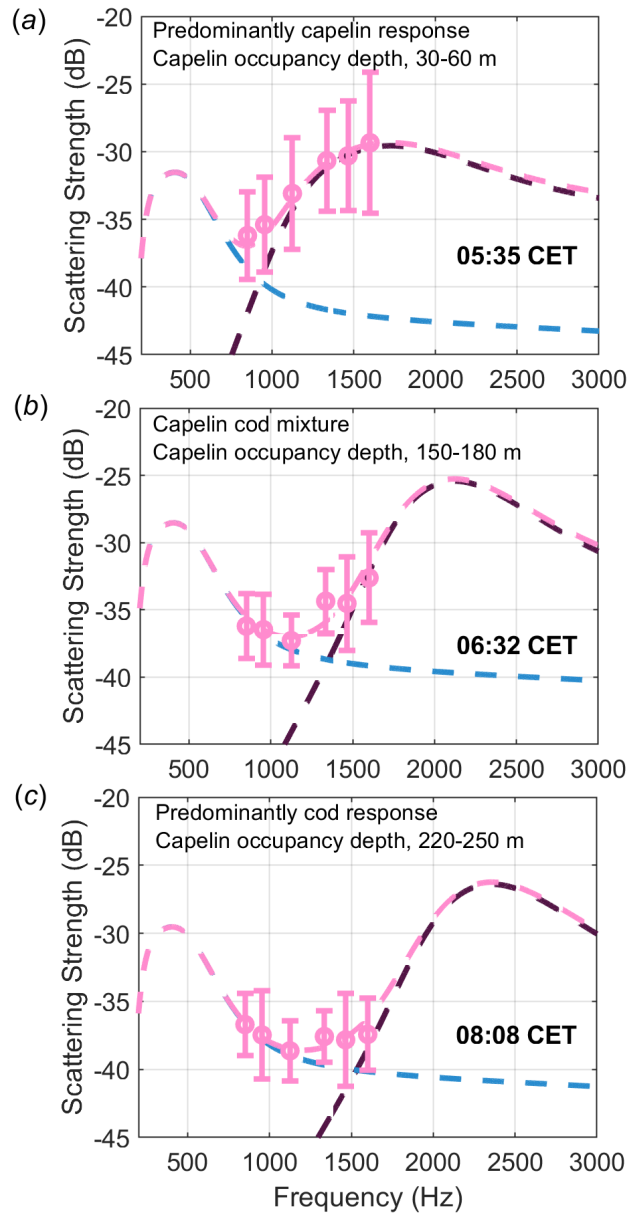 (a)
Predominantly capelin response
Capelin occupancy depth, 30-60 m
Scattering Strength (dB)
-20
-25
-30
-35
-40
-45
05:35 CET
500 1000 1500 2000 2500 3000
(b)
Capelin cod mixture
Capelin occupancy depth, 150-180 m
Scattering Strength (dB)
-20
-25
-30
-35
-40
-45
06:32 CET
500 1000 1500 2000 2500 3000
(c)
Predominantly cod response
Capelin occupancy depth, 220-250 m
Scattering Strength (dB)
-20
-25
-30
-35
-40
-45
08:08 CET
500 1000 1500 2000 2500 3000
Frequency (Hz)